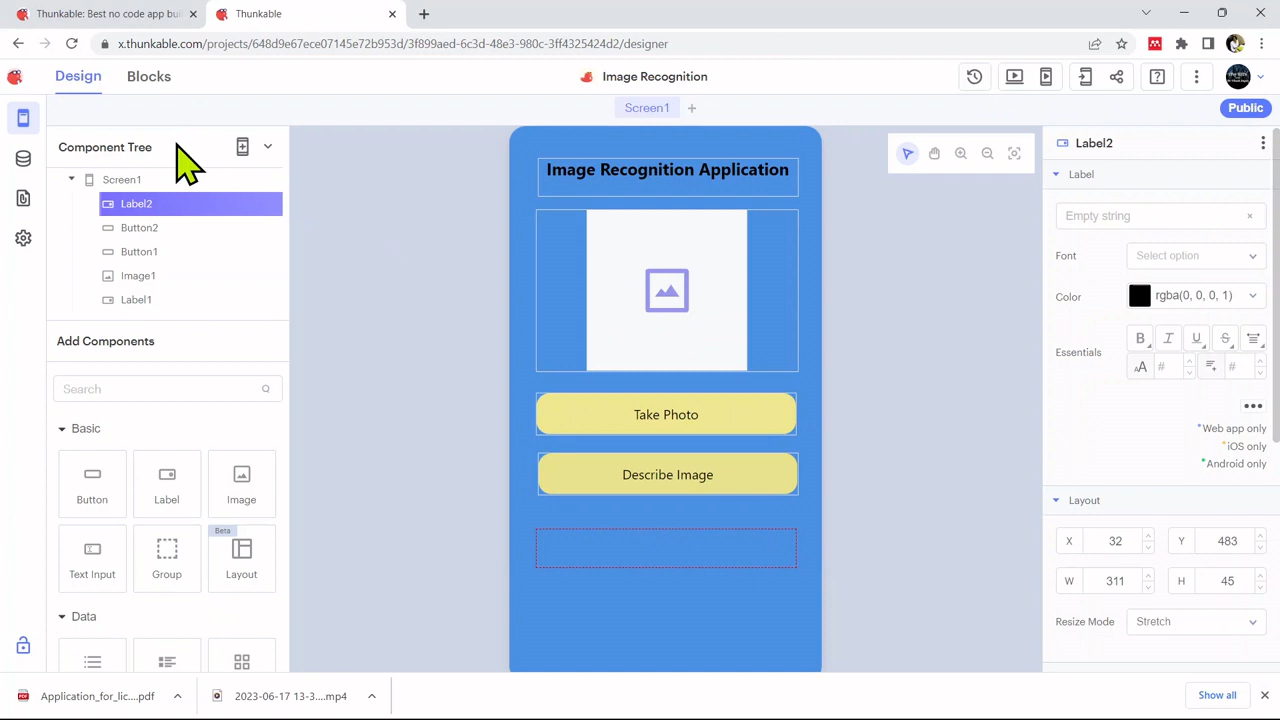 Thunkable: Best no code app bui
Thunkable
x.thunkable.com/projects/648d9e67ece07145e72b953d/3f899aed-6c3d-48e3-980c-3ff4325424d2/designer
Design
Blocks
Image Recognition
Screen1
Public
Component Tree
Screen1
Label2
Button2
Button1
Image1
Label1
Add Components
Search
Basic
Button
Label
Image
Text Input
Group
Beta
Layout
Data
Image Recognition Application
Take Photo
Describe Image
Label2
Label
Empty string
Font
Select option
Color
rgba(0, 0, 0, 1)
Essentials
B
I
U
S
AA
#
#
*Web app only
*iOS only
*Android only
Layout
X
32
Y
483
W
311
H
45
Resize Mode
Stretch
Application_for_lic....pdf
2023-06-17 13-3....mp4
Show all